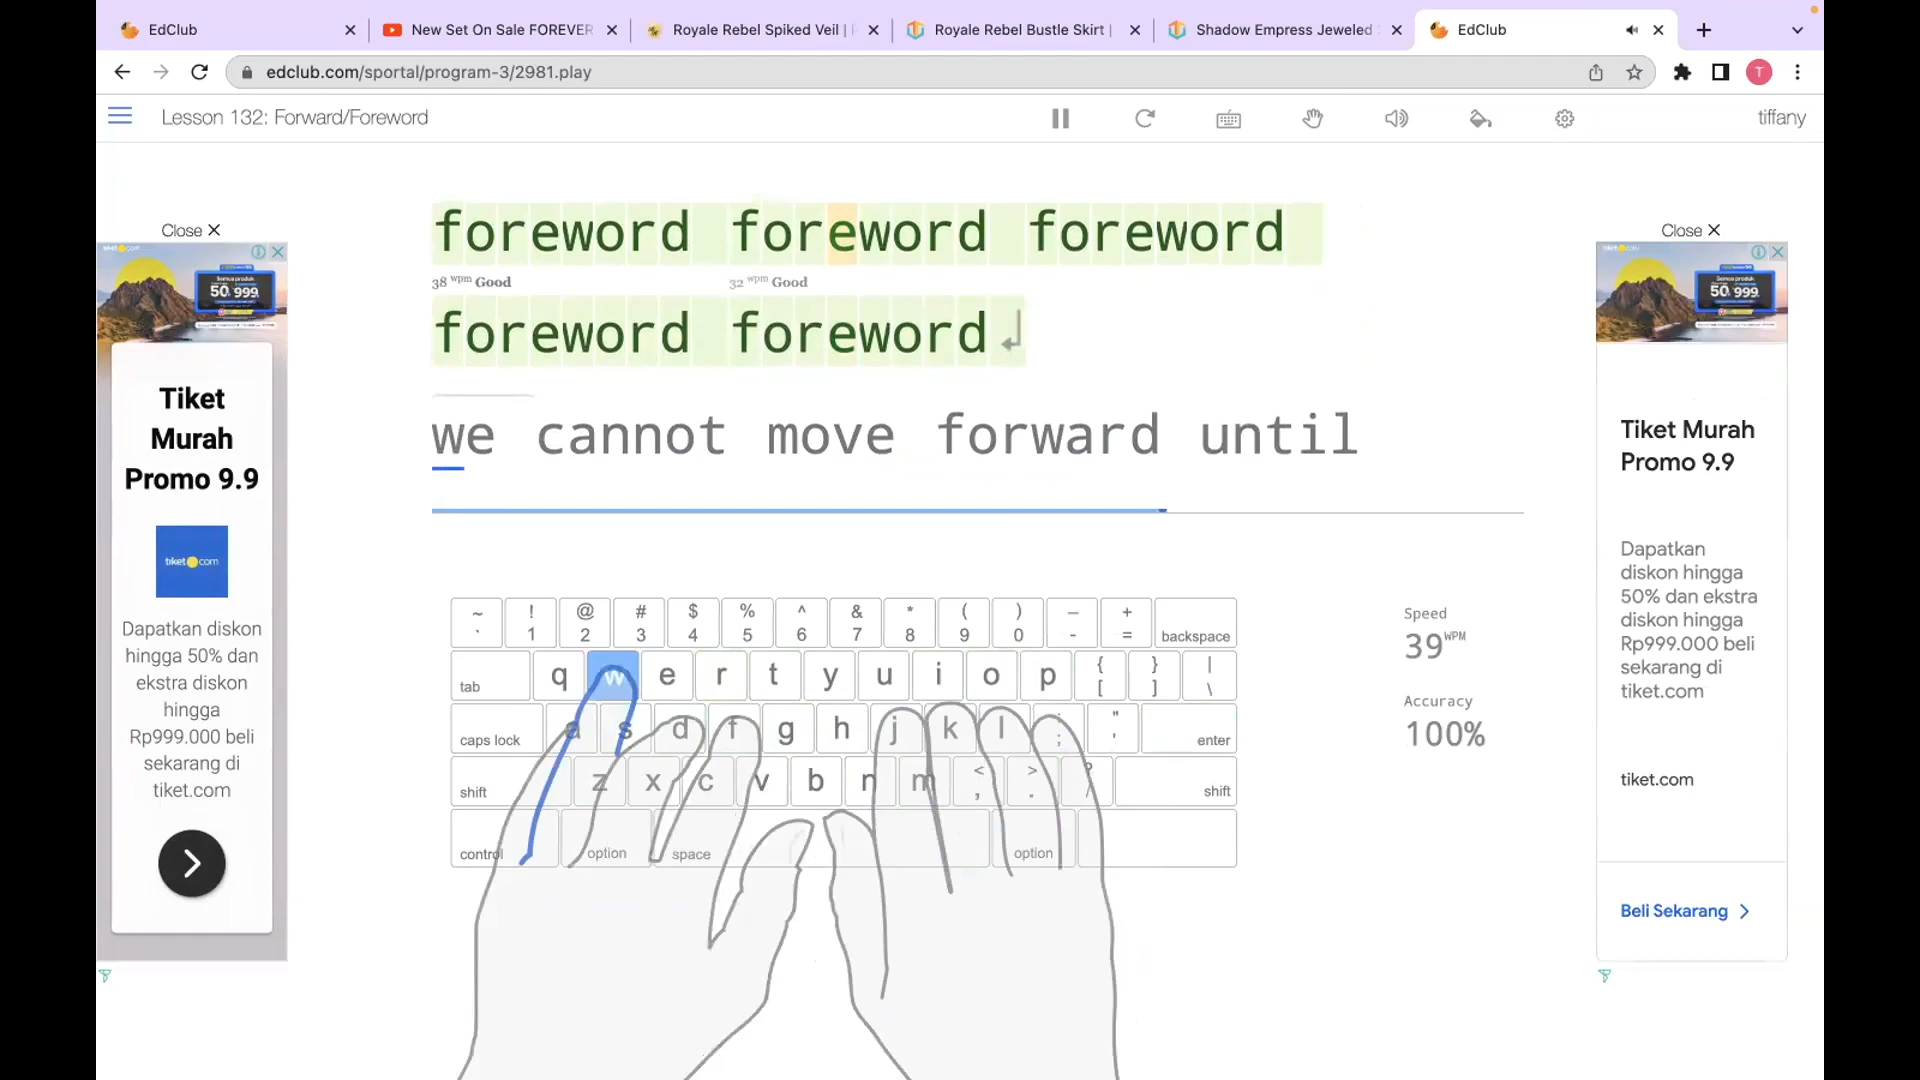 EdClub
New Set On Sale FOREVER
Royale Rebel Spiked Veil |
Royale Rebel Bustle Skirt |
Shadow Empress Jeweled
EdClub
edclub.com/sportal/program-3/2981.play
T
Lesson 132: Forward/Foreword
tiffany
foreword foreword foreword
38 wpm Good
32 wpm Good
foreword foreword
we cannot move forward until
Close
Tiket
Murah
Promo 9.9
tiket.com
Dapatkan diskon
hingga 50% dan
ekstra diskon
hingga
Rp999.000 beli
sekarang di
tiket.com
Close
Tiket Murah
Promo 9.9
Dapatkan
diskon hingga
50% dan ekstra
diskon hingga
Rp999.000 beli
sekarang di
tiket.com
tiket.com
Beli Sekarang
Speed
39 WPM
Accuracy
100%
~ ! @ # $ % ^ & * ( ) – +
` 1 2 3 4 5 6 7 8 9 0 - = backspace
tab q w e r t y u i o p { [ } ] | \
caps lock a s d f g h j k l ; " ' enter
shift z x c v b n m < , > . ? / shift
control option space option